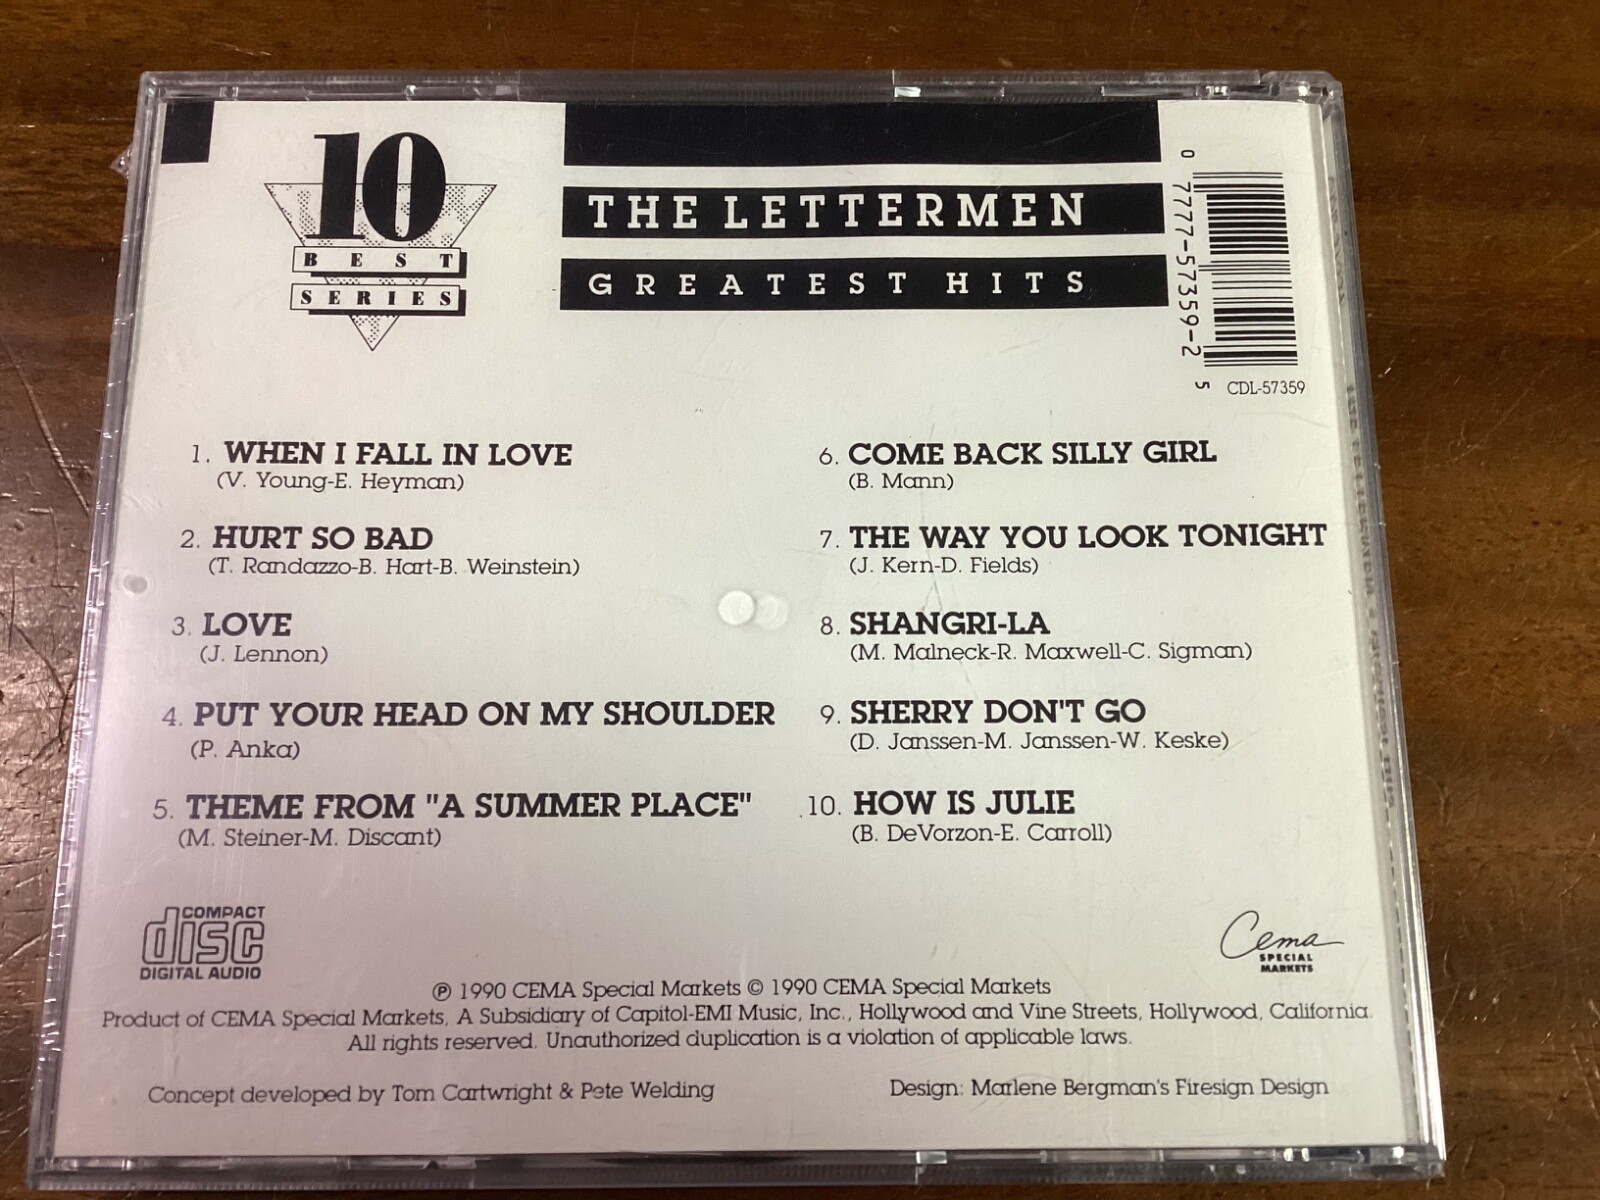 10
BEST
SERIES
THE LETTERMEN
GREATEST HITS
0 7777-57359-2 5
CDL-57359
1. WHEN I FALL IN LOVE
(V. Young-E. Heyman)
2. HURT SO BAD
(T. Randazzo-B. Hart-B. Weinstein)
3. LOVE
(J. Lennon)
4. PUT YOUR HEAD ON MY SHOULDER
(P. Anka)
5. THEME FROM "A SUMMER PLACE"
(M. Steiner-M. Discant)
6. COME BACK SILLY GIRL
(B. Mann)
7. THE WAY YOU LOOK TONIGHT
(J. Kern-D. Fields)
8. SHANGRI-LA
(M. Malneck-R. Maxwell-C. Sigman)
9. SHERRY DON'T GO
(D. Janssen-M. Janssen-W. Keske)
10. HOW IS JULIE
(B. DeVorzon-E. Carroll)
COMPACT
disc
DIGITAL AUDIO
Cema
SPECIAL
MARKETS
℗ 1990 CEMA Special Markets © 1990 CEMA Special Markets
Product of CEMA Special Markets, A Subsidiary of Capitol-EMI Music, Inc., Hollywood and Vine Streets, Hollywood, California.
All rights reserved. Unauthorized duplication is a violation of applicable laws.
Concept developed by Tom Cartwright & Pete Welding
Design: Marlene Bergman's Firesign Design